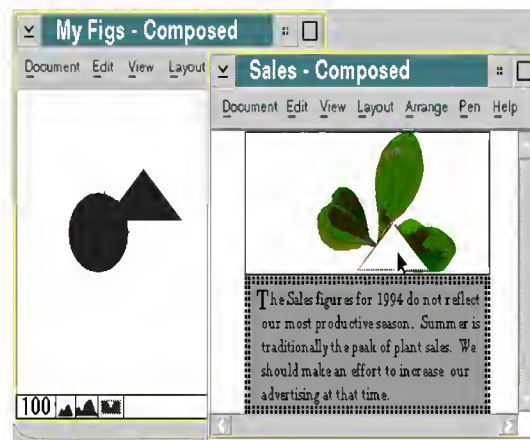 My Figs - Composed
Document Edit View Layout
100
Sales - Composed
Document Edit View Layout Arrange Pen Help
The Sales figures for 1994 do not reflect
our most productive season. Summer is
traditionally the peak of plant sales. We
should make an effort to increase our
advertising at that time.